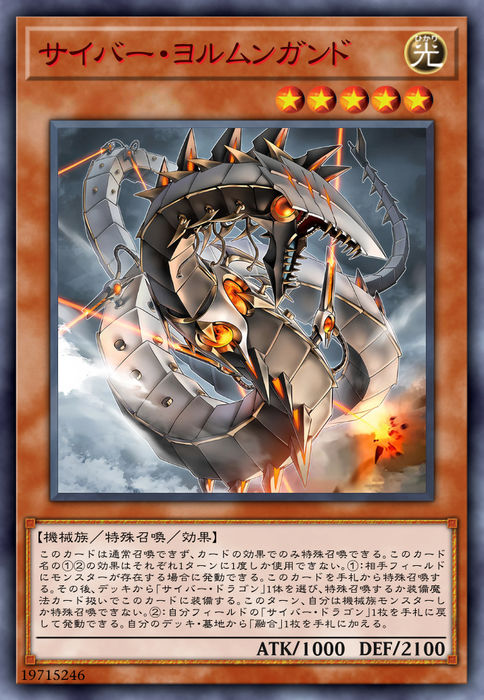 サイバー・ヨルムンガンド
ひかり
光
【機械族／特殊召喚／効果】
このカードは通常召喚できず、カードの効果でのみ特殊召喚できる。このカード
名の①②の効果はそれぞれ1ターンに1度しか使用できない。①:相手フィールド
にモンスターが存在する場合に発動できる。このカードを手札から特殊召喚す
る。その後、デッキから「サイバー・ドラゴン」1体を選び、特殊召喚するか装備魔
法カード扱いでこのカードに装備する。このターン、自分は機械族モンスターしか
特殊召喚できない。②:自分フィールドの「サイバー・ドラゴン」1枚を手札に戻し
て発動できる。自分のデッキ・墓地から「融合」1枚を手札に加える。
ATK/1000 DEF/2100
19715246